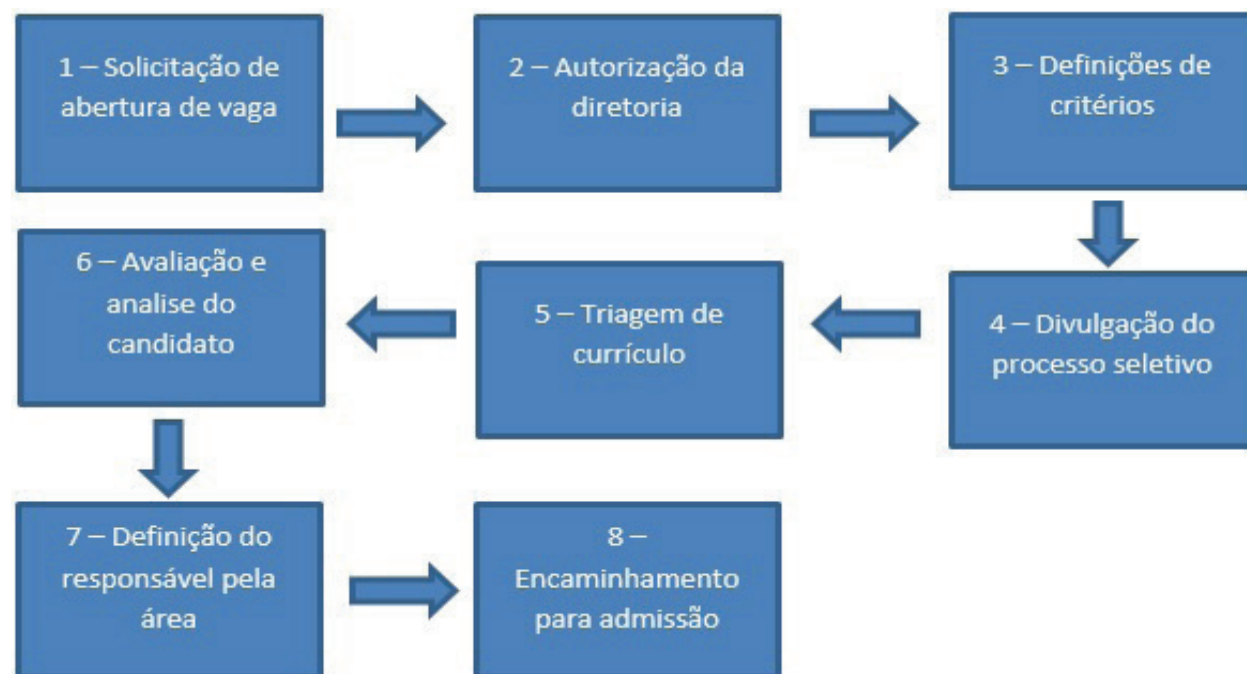 1 – Solicitação de
abertura de vaga
2 – Autorização da
diretoria
3 – Definições de
critérios
4 – Divulgação do
processo seletivo
5 – Triagem de
currículo
6 – Avaliação e
analise do
candidato
7 – Definição do
responsável pela
área
8 –
Encaminhamento
para admissão